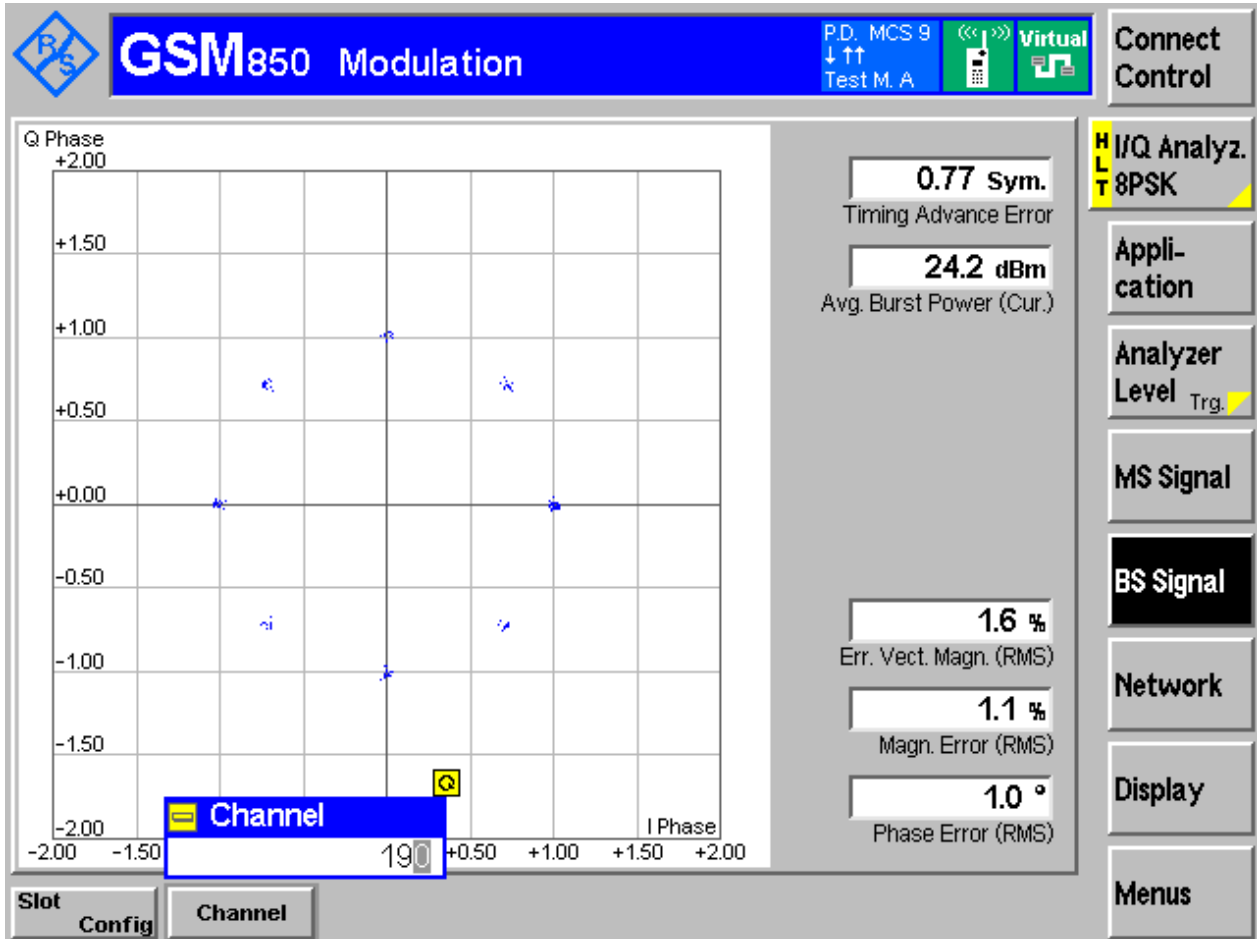 R/S
GSM850 Modulation
P.D. MCS 9
↓ ↑↑
Test M. A
Virtual
Connect
Control
Q Phase
+2.00
+1.50
+1.00
+0.50
+0.00
-0.50
-1.00
-1.50
-2.00
I Phase
-2.00 -1.50 +0.50 +1.00 +1.50 +2.00
Q
Channel
190
0.77 Sym.
Timing Advance Error
24.2 dBm
Avg. Burst Power (Cur.)
1.6 %
Err. Vect. Magn. (RMS)
1.1 %
Magn. Error (RMS)
1.0 °
Phase Error (RMS)
HLT
I/Q Analyz.
8PSK
Appli-
cation
Analyzer
Level Trg.
MS Signal
BS Signal
Network
Display
Menus
Slot
Config
Channel